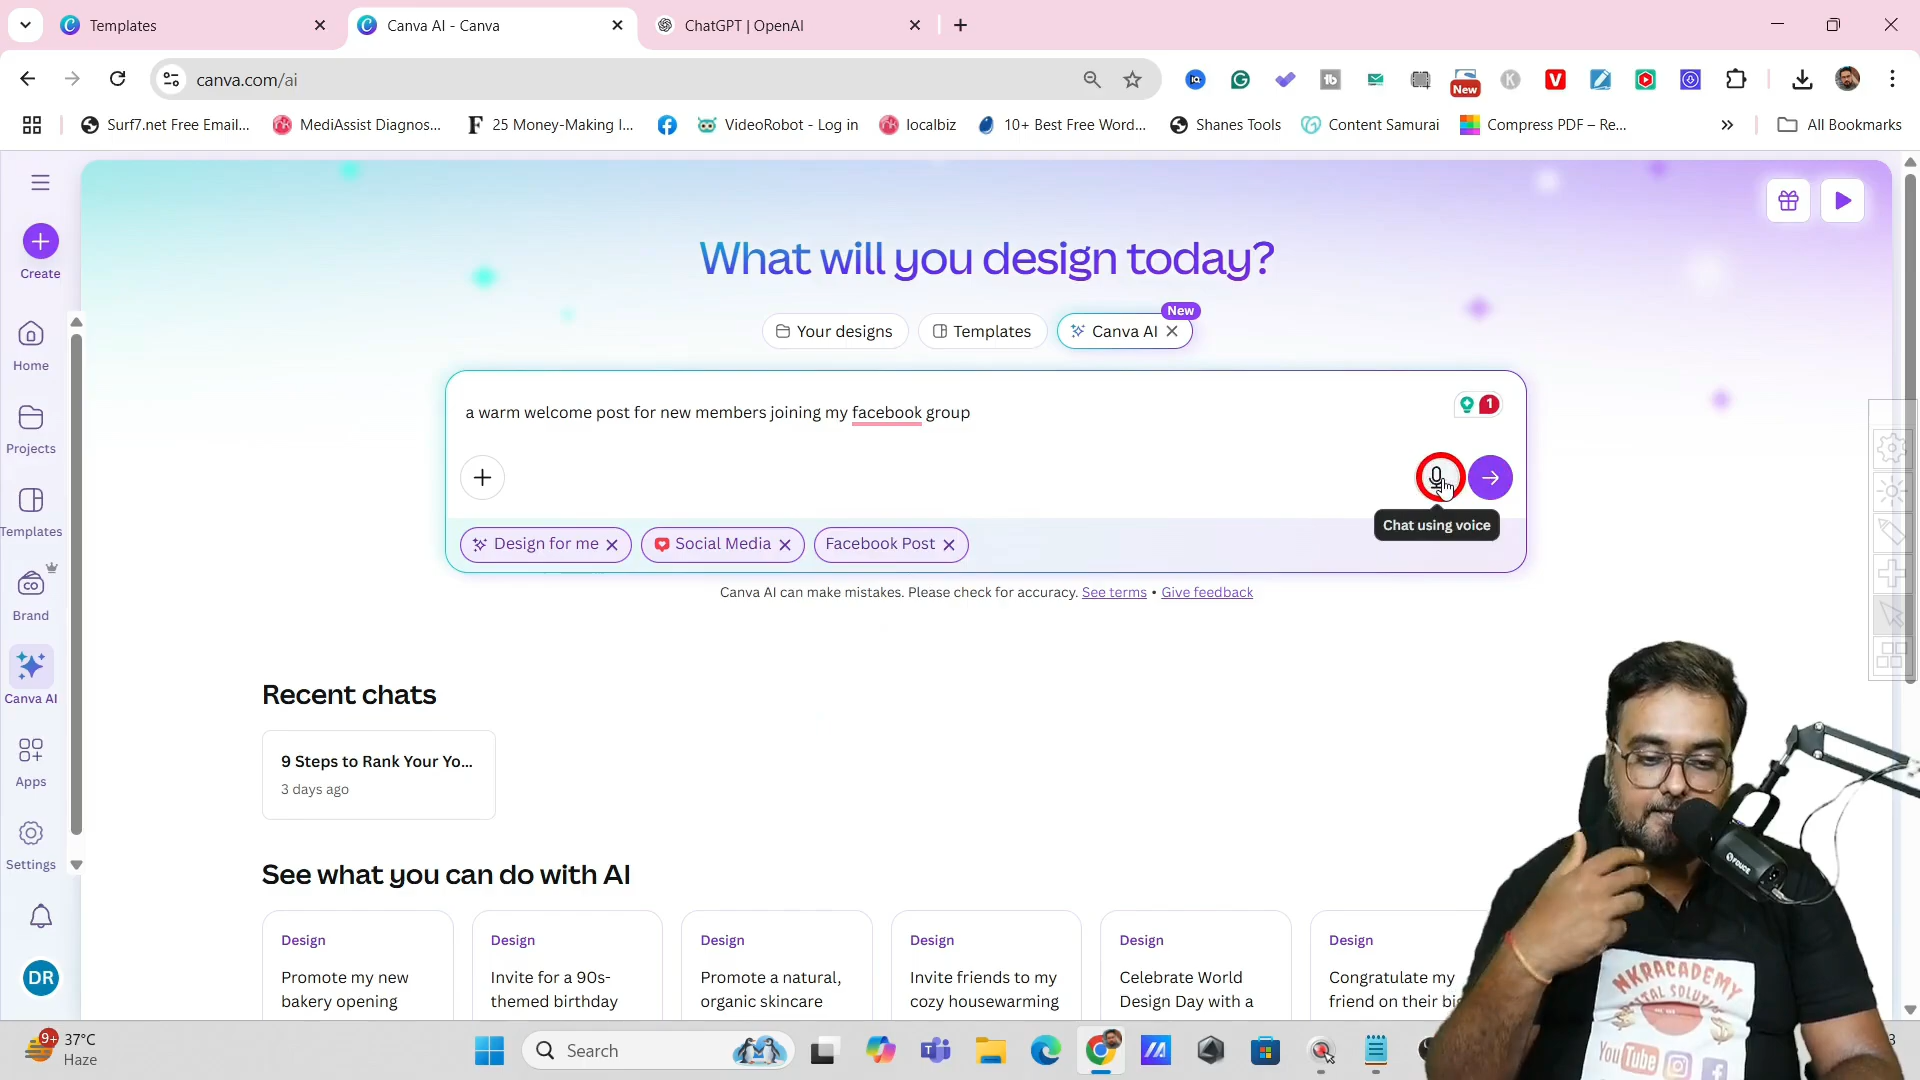 Templates
Canva AI - Canva
ChatGPT | OpenAI
canva.com/ai
New
Surf7.net Free Email...
MediAssist Diagnos...
25 Money-Making I...
VideoRobot - Log in
localbiz
10+ Best Free Word...
Shanes Tools
Content Samurai
Compress PDF – Re...
All Bookmarks
Create
Home
Projects
Templates
Brand
Canva AI
Apps
Settings
DR
What will you design today?
New
Your designs
Templates
Canva AI
a warm welcome post for new members joining my facebook group
1
Chat using voice
Design for me
Social Media
Facebook Post
Canva AI can make mistakes. Please check for accuracy. See terms • Give feedback
Recent chats
9 Steps to Rank Your Yo...
3 days ago
See what you can do with AI
Design
Promote my new
bakery opening
Design
Invite for a 90s-
themed birthday
Design
Promote a natural,
organic skincare
Design
Invite friends to my
cozy housewarming
Design
Celebrate World
Design Day with a
Design
Congratulate my
friend on their
FDUCE
NKRACADEMY
DIGITAL SOLUTIONS
YouTube
9+
37°C
Haze
Search